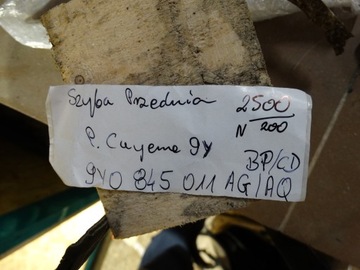 Szyba Przednia 2500
N 200
P. Cayenne 9Y
BP/CD
9Y0 845 011 AG/AQ